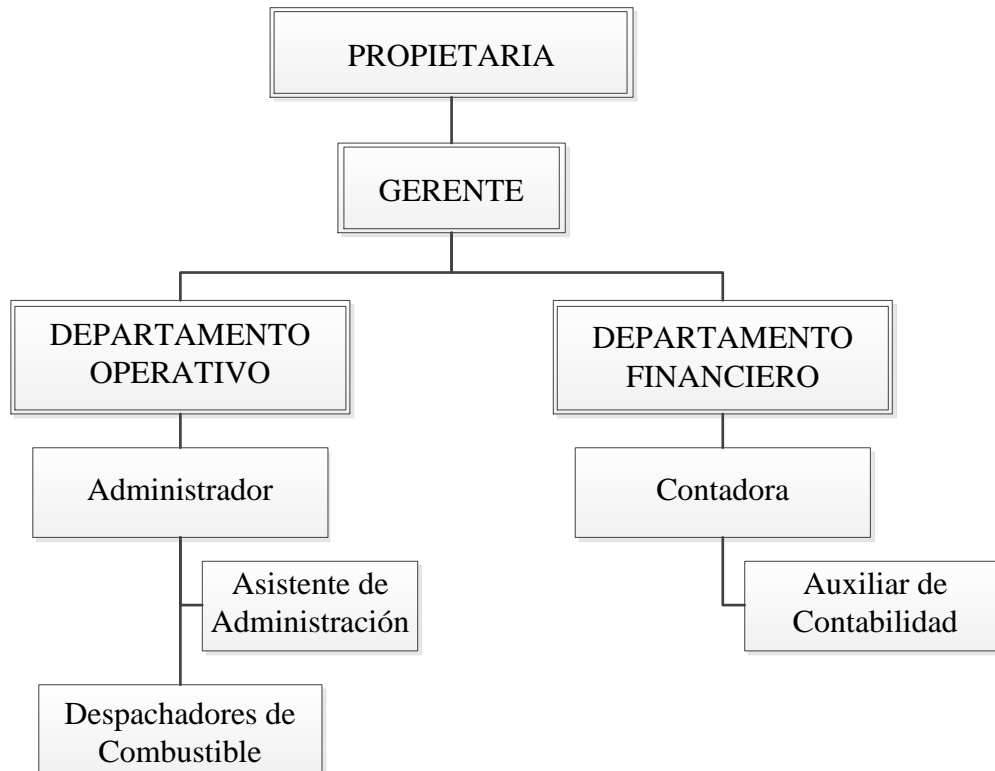 PROPIETARIA
GERENTE
DEPARTAMENTO
OPERATIVO
DEPARTAMENTO
FINANCIERO
Administrador
Contadora
Asistente de
Administración
Auxiliar de
Contabilidad
Despachadores de
Combustible